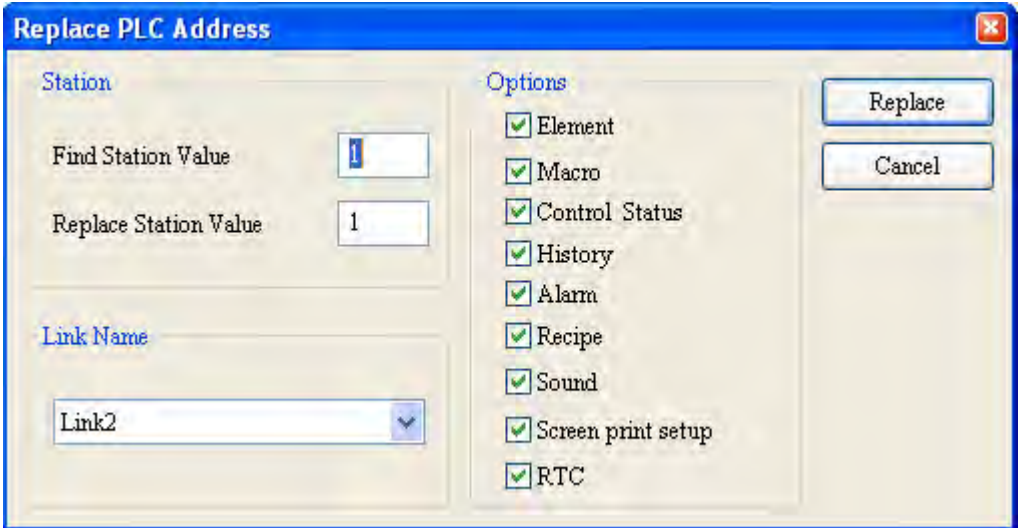 Replace PLC Address
Station
Find Station Value 1
Replace Station Value 1
Link Name
Link2
Options
Element
Macro
Control Status
History
Alarm
Recipe
Sound
Screen print setup
RTC
Replace
Cancel